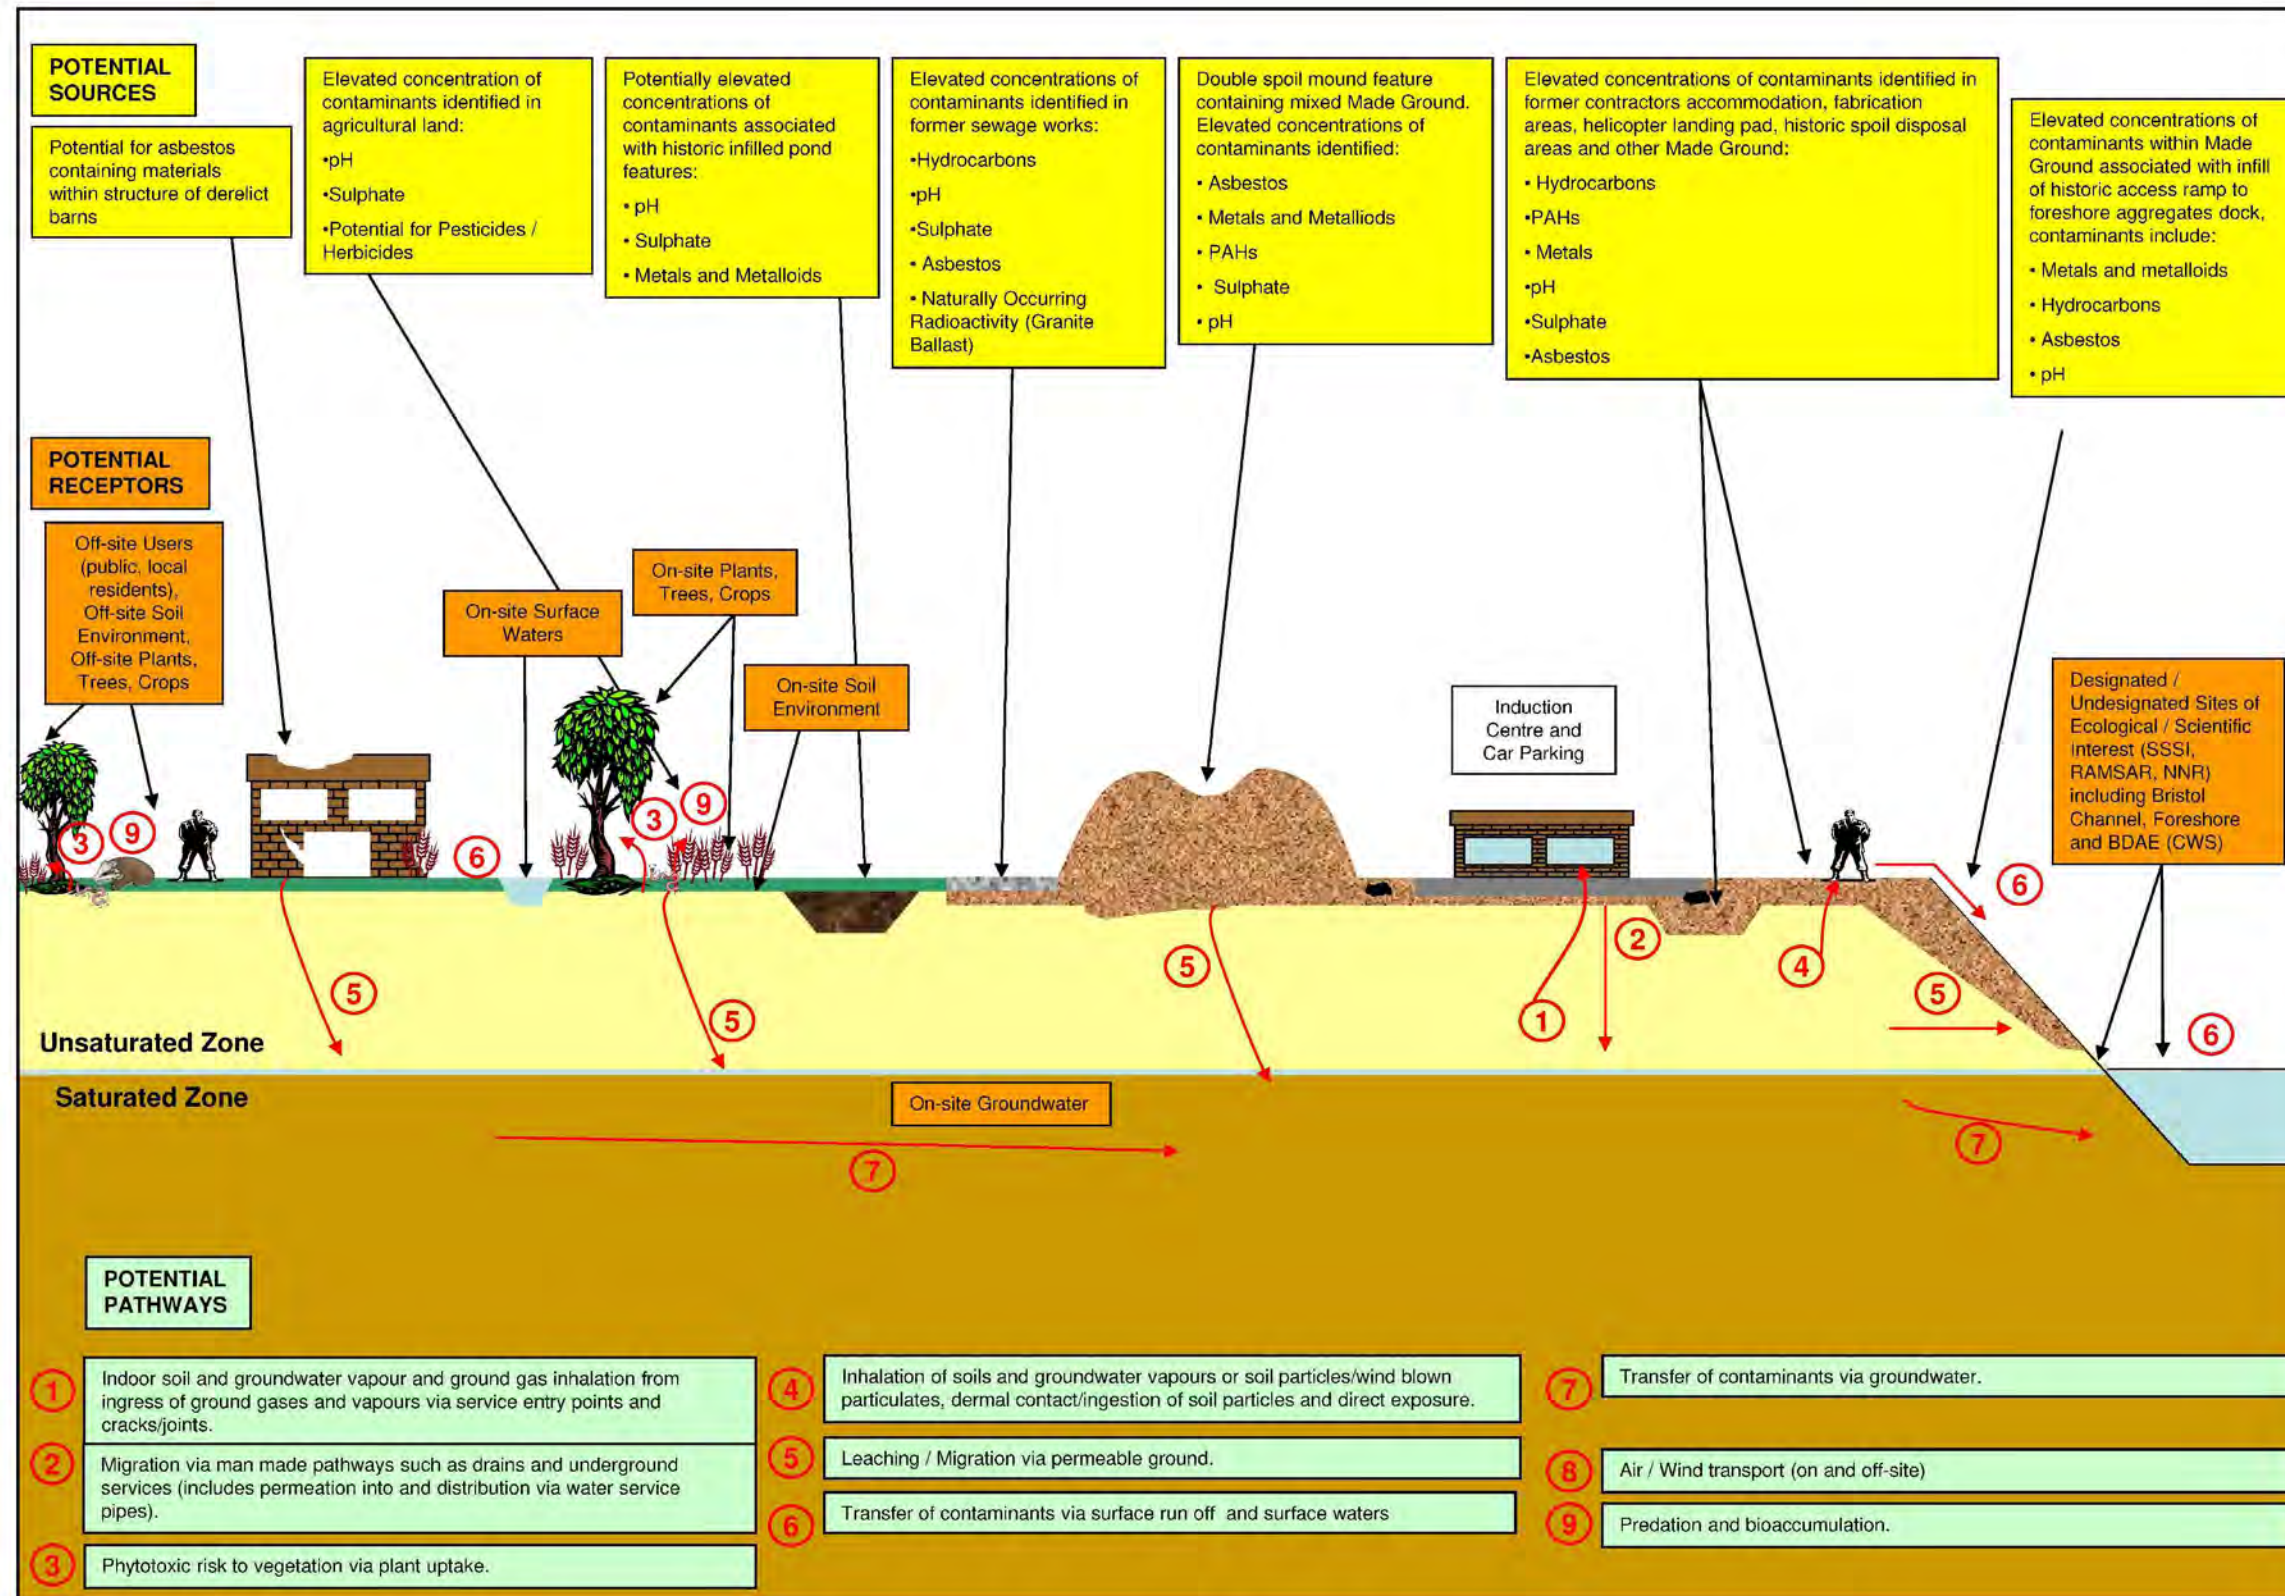 POTENTIAL
SOURCES
Potential for asbestos
containing materials
within structure of derelict
barns
Elevated concentration of
contaminants identified in
agricultural land:
•pH
•Sulphate
•Potential for Pesticides /
Herbicides
Potentially elevated
concentrations of
contaminants associated
with historic infilled pond
features:
• pH
• Sulphate
• Metals and Metalloids
Elevated concentrations of
contaminants identified in
former sewage works:
•Hydrocarbons
•pH
•Sulphate
• Asbestos
• Naturally Occurring
Radioactivity (Granite
Ballast)
Double spoil mound feature
containing mixed Made Ground.
Elevated concentrations of
contaminants identified:
• Asbestos
• Metals and Metalliods
• PAHs
• Sulphate
• pH
Elevated concentrations of contaminants identified in
former contractors accommodation, fabrication
areas, helicopter landing pad, historic spoil disposal
areas and other Made Ground:
• Hydrocarbons
•PAHs
• Metals
•pH
•Sulphate
•Asbestos
Elevated concentrations of
contaminants within Made
Ground associated with infill
of historic access ramp to
foreshore aggregates dock,
contaminants include:
• Metals and metalloids
• Hydrocarbons
• Asbestos
• pH
POTENTIAL
RECEPTORS
Off-site Users
(public, local
residents),
Off-site Soil
Environment,
Off-site Plants,
Trees, Crops
On-site Surface
Waters
On-site Plants,
Trees, Crops
On-site Soil
Environment
Induction
Centre and
Car Parking
Designated /
Undesignated Sites of
Ecological / Scientific
Interest (SSSI,
RAMSAR, NNR)
including Bristol
Channel, Foreshore
and BDAE (CWS)
3
9
6
3
9
6
5
5
5
1
2
4
5
6
Unsaturated Zone
Saturated Zone
On-site Groundwater
7
7
POTENTIAL
PATHWAYS
1
Indoor soil and groundwater vapour and ground gas inhalation from
ingress of ground gases and vapours via service entry points and
cracks/joints.
2
Migration via man made pathways such as drains and underground
services (includes permeation into and distribution via water service
pipes).
3
Phytotoxic risk to vegetation via plant uptake.
4
Inhalation of soils and groundwater vapours or soil particles/wind blown
particulates, dermal contact/ingestion of soil particles and direct exposure.
5
Leaching / Migration via permeable ground.
6
Transfer of contaminants via surface run off and surface waters
7
Transfer of contaminants via groundwater.
8
Air / Wind transport (on and off-site)
9
Predation and bioaccumulation.